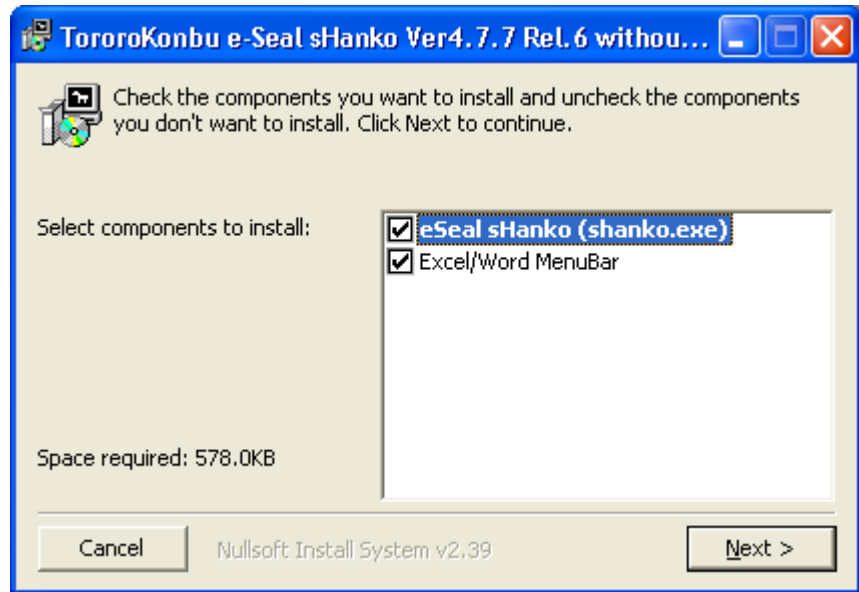 TororoKonbu e-Seal sHanko Ver4.7.7 Rel.6 withou...
Check the components you want to install and uncheck the components
you don't want to install. Click Next to continue.
Select components to install:
eSeal sHanko (shanko.exe)
Excel/Word MenuBar
Space required: 578.0KB
Cancel
Nullsoft Install System v2.39
Next >